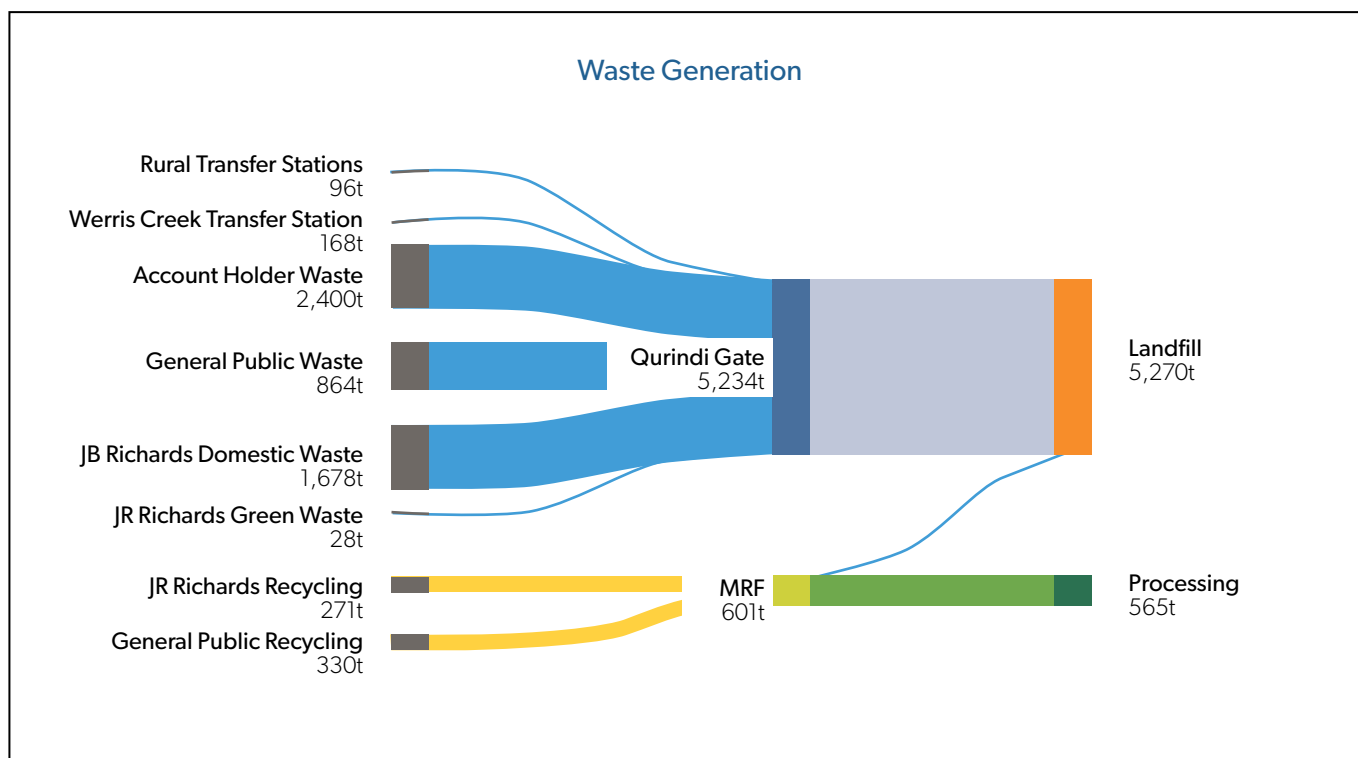 Waste Generation
Rural Transfer Stations
96t
Werris Creek Transfer Station
168t
Account Holder Waste
2,400t
General Public Waste
864t
JB Richards Domestic Waste
1,678t
JR Richards Green Waste
28t
JR Richards Recycling
271t
General Public Recycling
330t
Qurindi Gate
5,234t
MRF
601t
Landfill
5,270t
Processing
565t